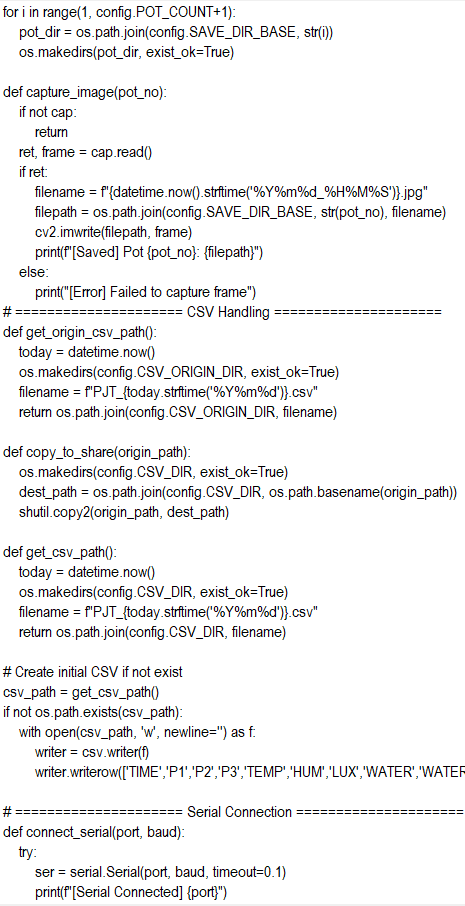 for i in range(1, config.POT_COUNT+1):
    pot_dir = os.path.join(config.SAVE_DIR_BASE, str(i))
    os.makedirs(pot_dir, exist_ok=True)

def capture_image(pot_no):
    if not cap:
        return
    ret, frame = cap.read()
    if ret:
        filename = f"{datetime.now().strftime('%Y%m%d_%H%M%S')}.jpg"
        filepath = os.path.join(config.SAVE_DIR_BASE, str(pot_no), filename)
        cv2.imwrite(filepath, frame)
        print(f"[Saved] Pot {pot_no}: {filepath}")
    else:
        print("[Error] Failed to capture frame")
# ===================== CSV Handling =====================
def get_origin_csv_path():
    today = datetime.now()
    os.makedirs(config.CSV_ORIGIN_DIR, exist_ok=True)
    filename = f"PJT_{today.strftime('%Y%m%d')}.csv"
    return os.path.join(config.CSV_ORIGIN_DIR, filename)

def copy_to_share(origin_path):
    os.makedirs(config.CSV_DIR, exist_ok=True)
    dest_path = os.path.join(config.CSV_DIR, os.path.basename(origin_path))
    shutil.copy2(origin_path, dest_path)

def get_csv_path():
    today = datetime.now()
    os.makedirs(config.CSV_DIR, exist_ok=True)
    filename = f"PJT_{today.strftime('%Y%m%d')}.csv"
    return os.path.join(config.CSV_DIR, filename)

# Create initial CSV if not exist
csv_path = get_csv_path()
if not os.path.exists(csv_path):
    with open(csv_path, 'w', newline='') as f:
        writer = csv.writer(f)
        writer.writerow(['TIME','P1','P2','P3','TEMP','HUM','LUX','WATER','WATER

# ===================== Serial Connection =====================
def connect_serial(port, baud):
    try:
        ser = serial.Serial(port, baud, timeout=0.1)
        print(f"[Serial Connected] {port}")